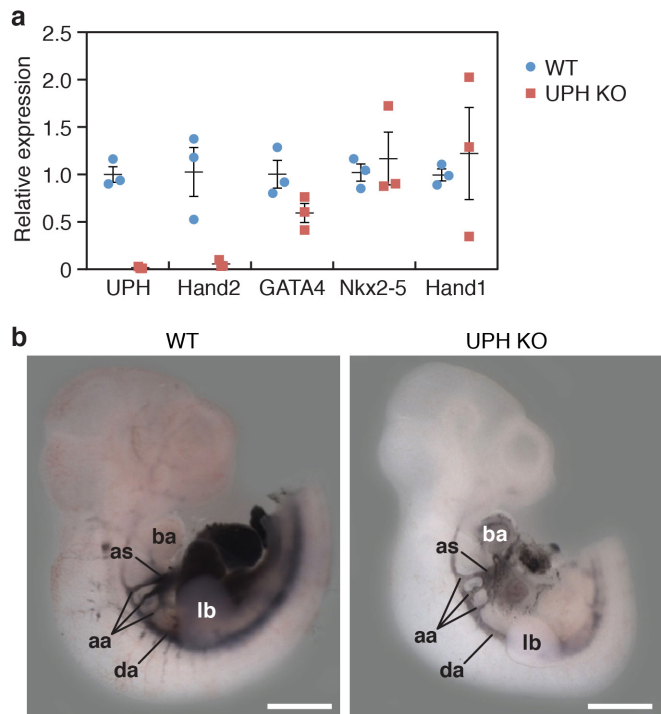 a
2.5
2.0
1.5
1.0
0.5
0
Relative expression
WT
UPH KO
UPH Hand2 GATA4 Nkx2-5 Hand1
b
WT UPH KO
ba
as
lb
aa
da
ba
as
aa
lb
da